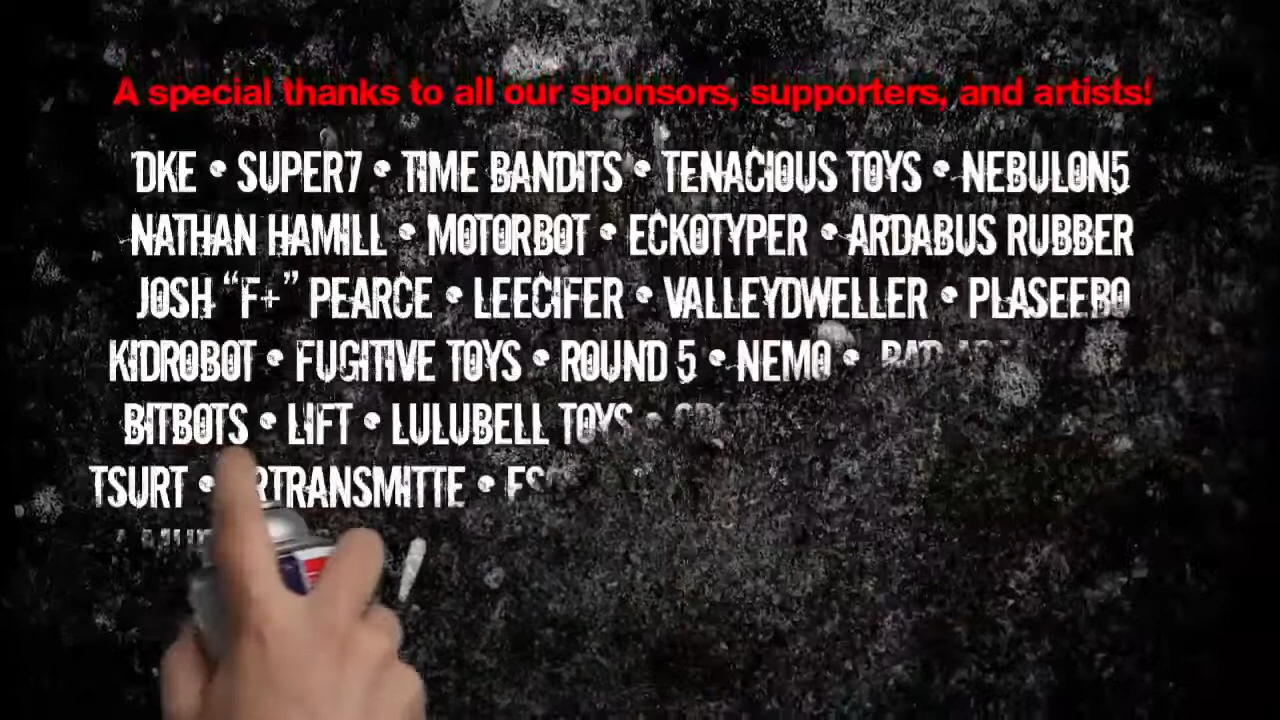 A special thanks to all our sponsors, supporters, and artists!
DKE • SUPER7 • TIME BANDITS • TENACIOUS TOYS • NEBULON5
NATHAN HAMILL • MOTORBOT • ECKOTYPER • ARDABUS RUBBER
JOSH “F+” PEARCE • LEECIFER • VALLEYDWELLER • PLASEEBO
KIDROBOT • FUGITIVE TOYS • ROUND 5 • NEMO •
BITBOTS • LIFT • LULUBELL TOYS •
TSURT • •